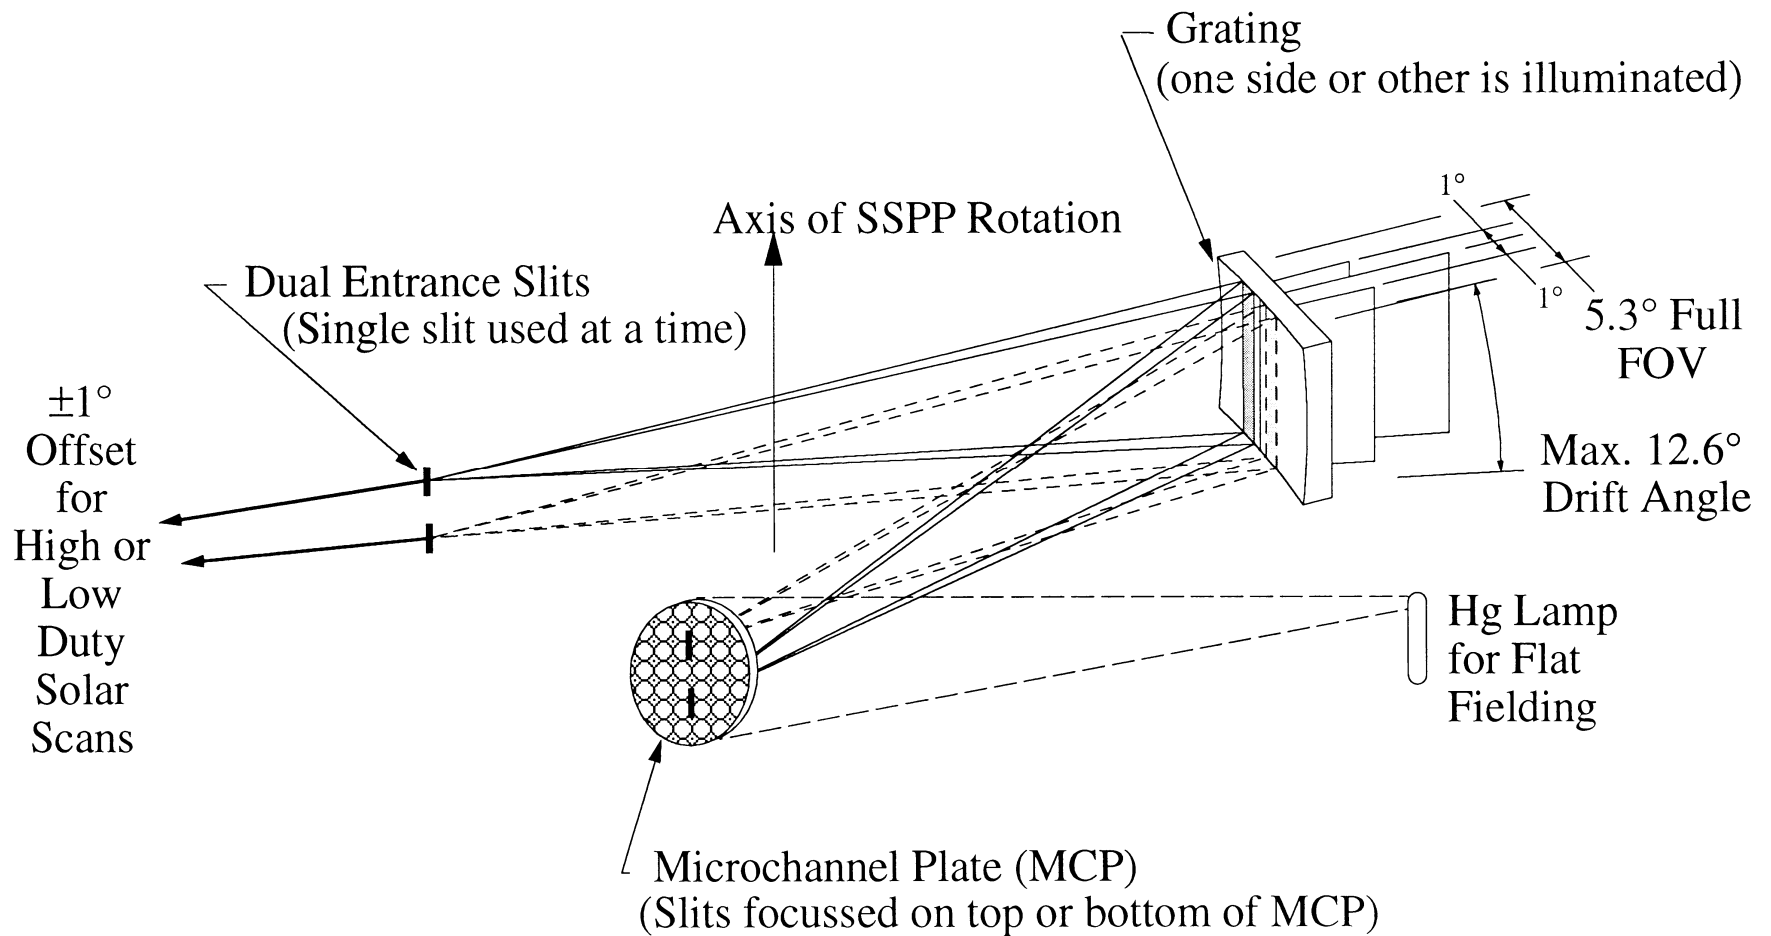 Grating
(one side or other is illuminated)
1°
Axis of SSPP Rotation
Dual Entrance Slits
(Single slit used at a time)
1°
5.3° Full
FOV
±1°
Offset
for
High or
Low
Duty
Solar
Scans
Max. 12.6°
Drift Angle
Hg Lamp
for Flat
Fielding
Microchannel Plate (MCP)
(Slits focussed on top or bottom of MCP)